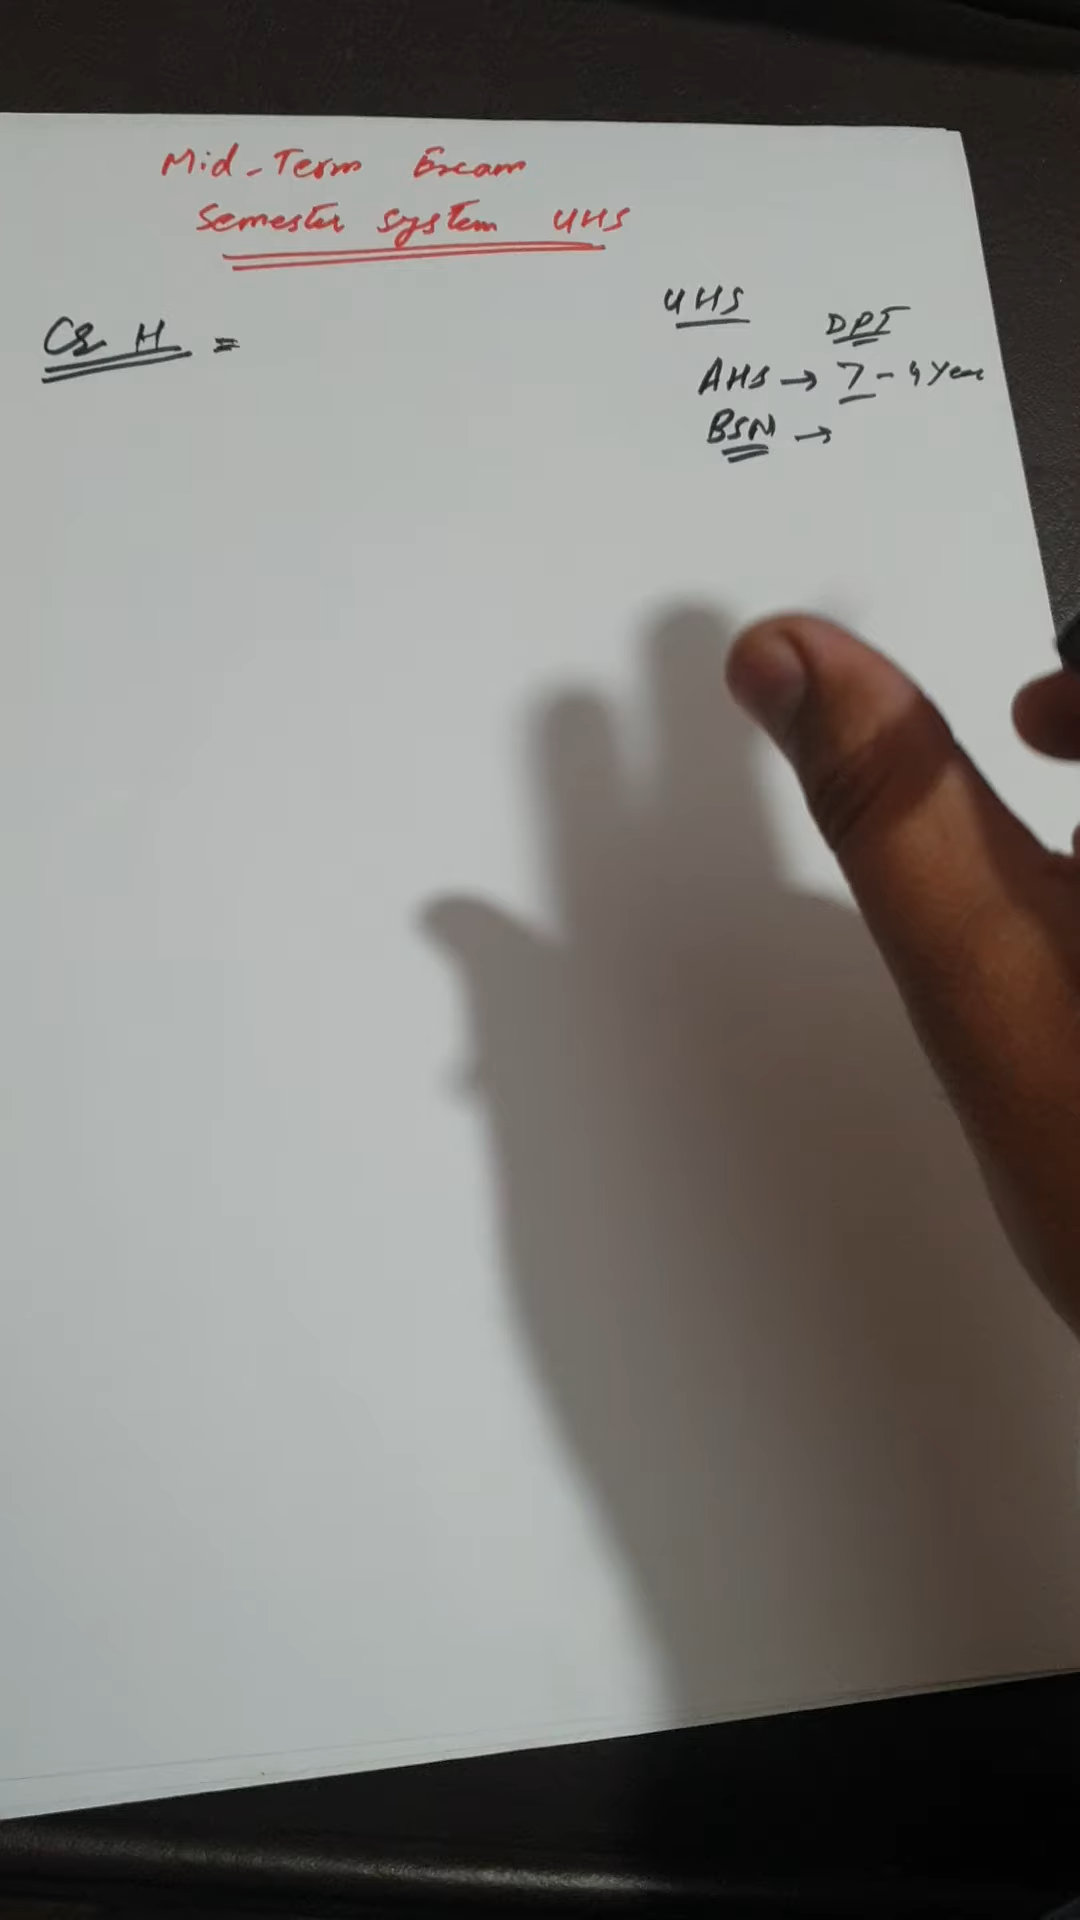 Mid-Term Exam
Semester system UHS
Cr H =
UHS
DPT
AHS → 7 - 4 Year
BSN →